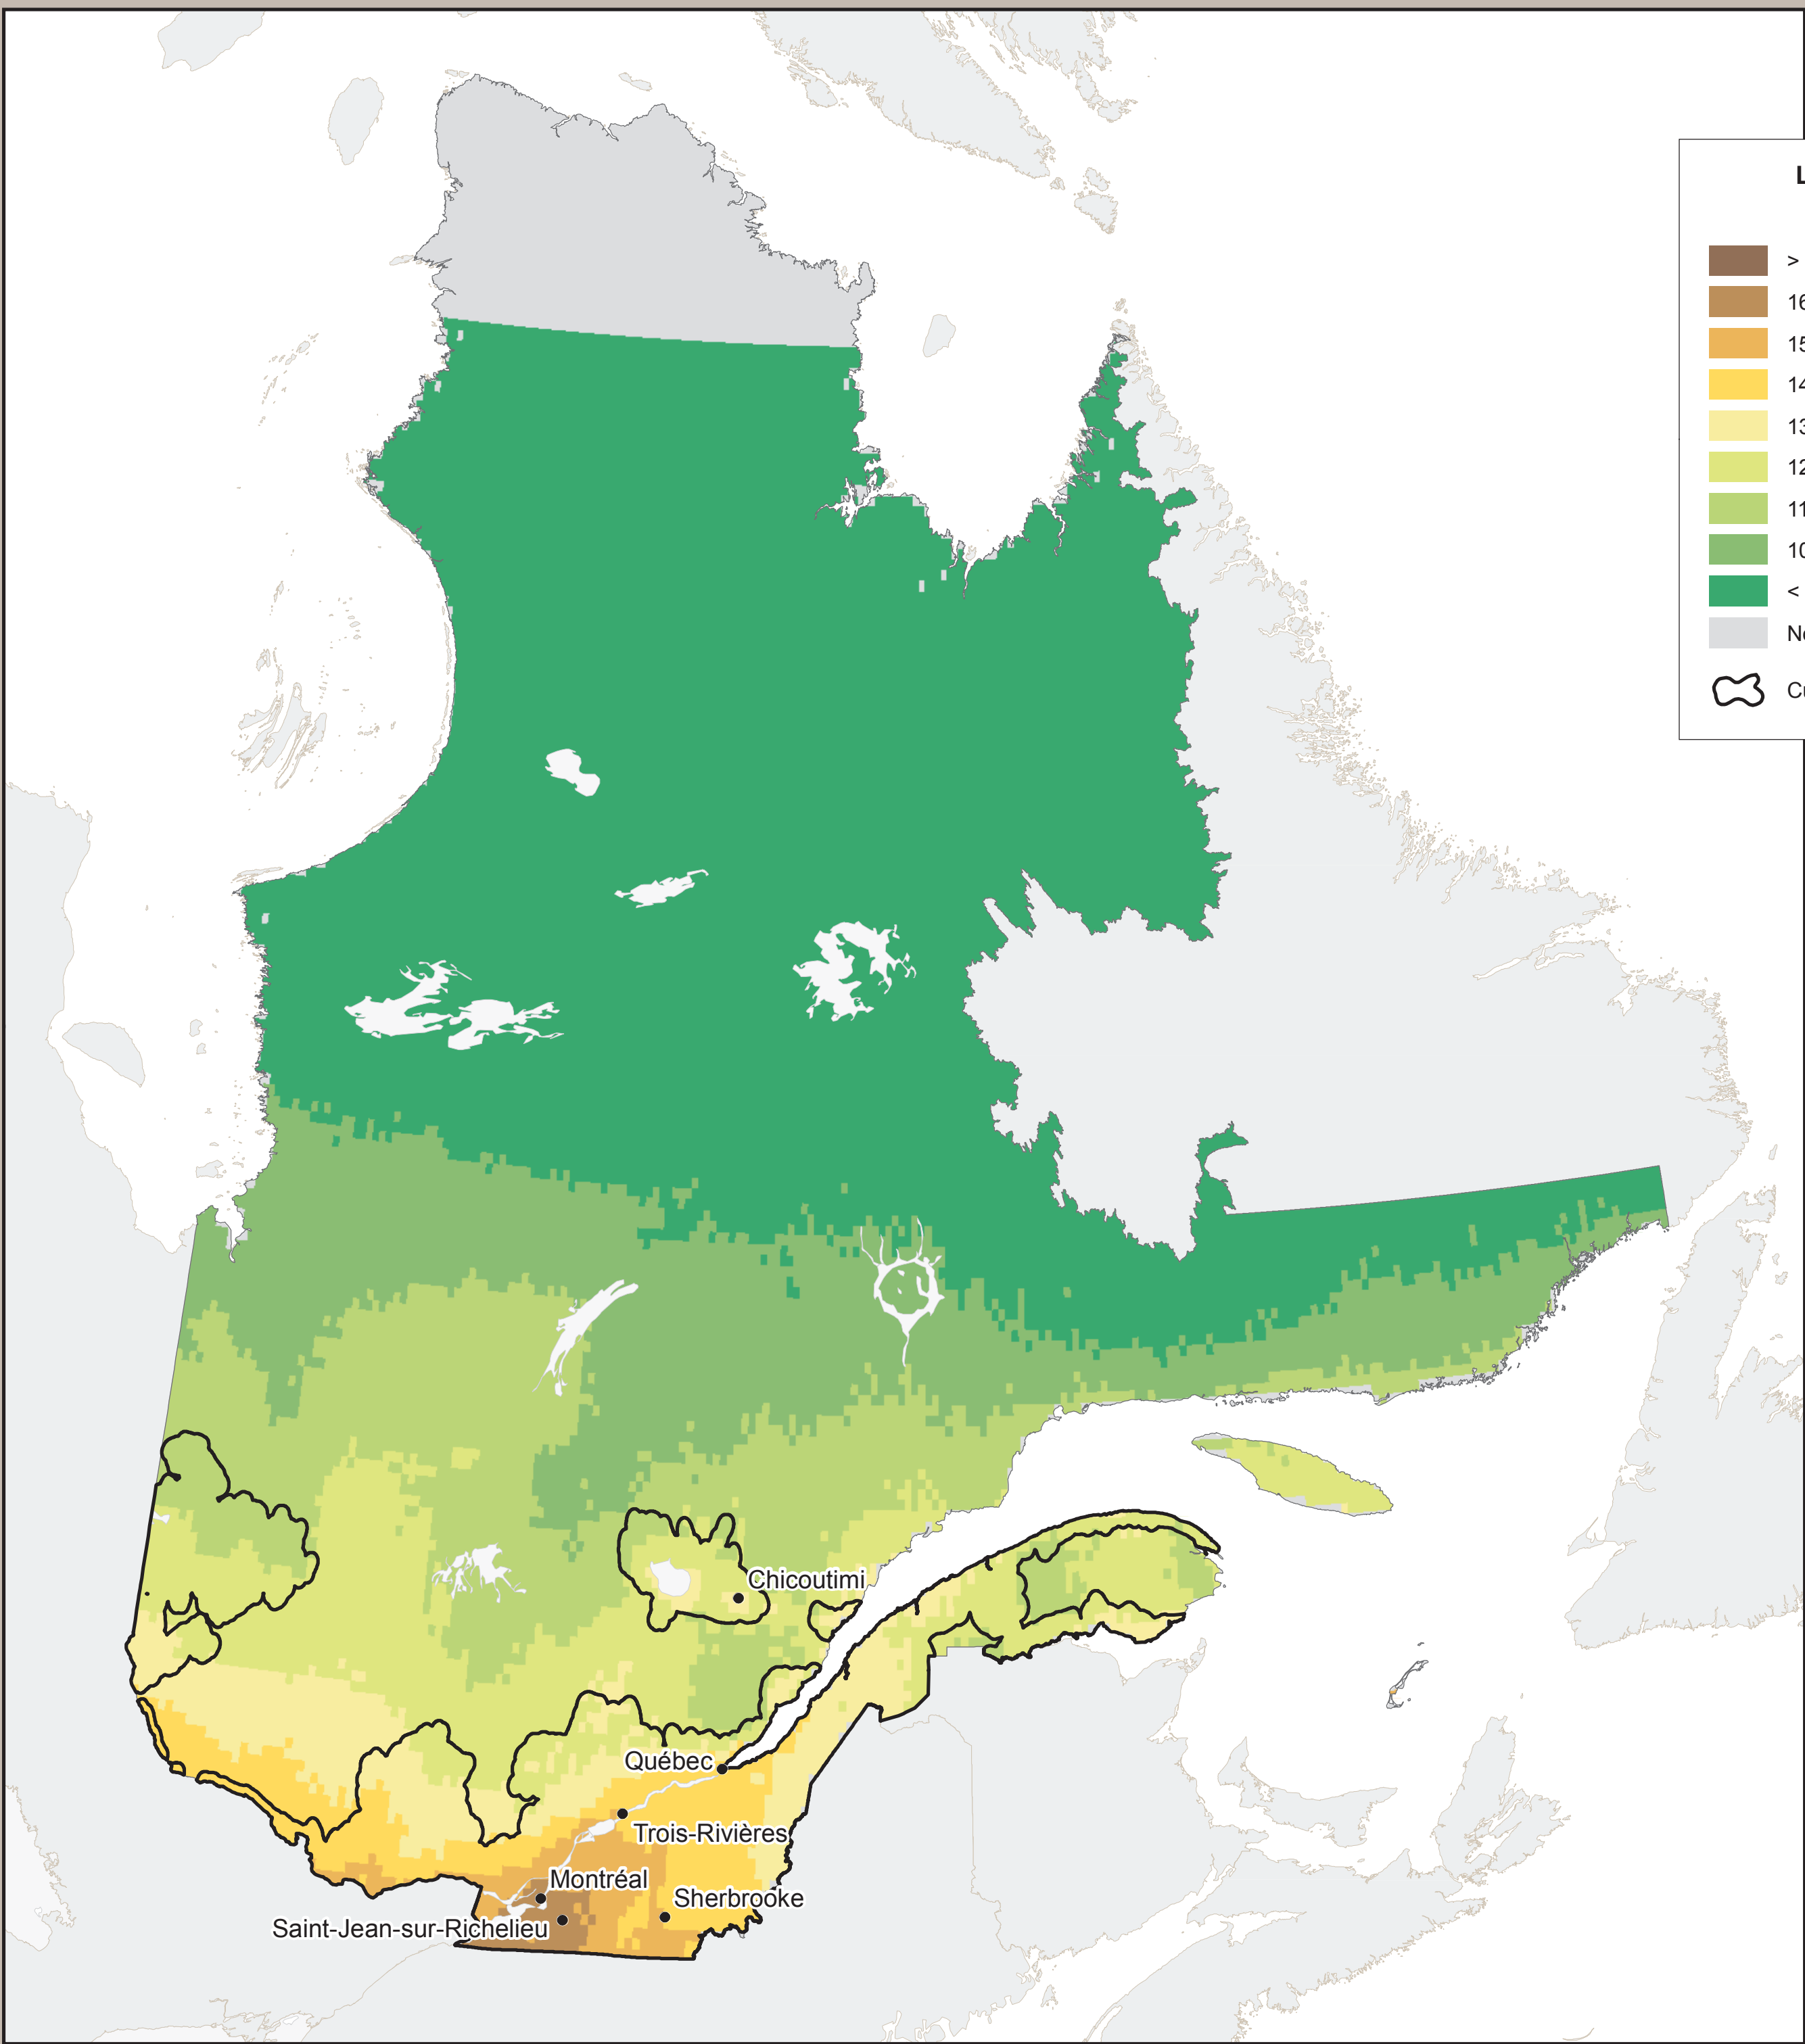 L
>
16
15
14
13
12
11
10
<
Chicoutimi
Québec
Trois-Rivières
Montréal
Sherbrooke
Saint-Jean-sur-Richelieu